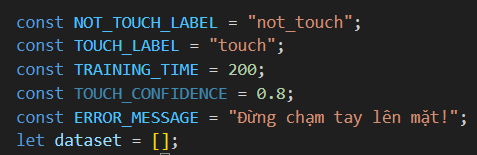 const NOT_TOUCH_LABEL = "not_touch";
const TOUCH_LABEL = "touch";
const TRAINING_TIME = 200;
const TOUCH_CONFIDENCE = 0.8;
const ERROR_MESSAGE = "Đừng chạm tay lên mặt!";
let dataset = [];